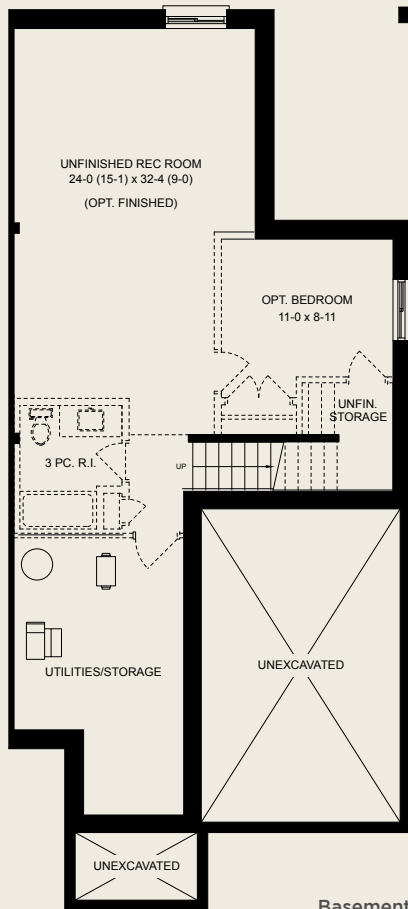 UNFINISHED REC ROOM
24-0 (15-1) x 32-4 (9-0)
(OPT. FINISHED)
OPT. BEDROOM
11-0 x 8-11
UNFIN.
STORAGE
3 PC. R.I.
UP
UTILITIES/STORAGE
UNEXCAVATED
UNEXCAVATED
Basement